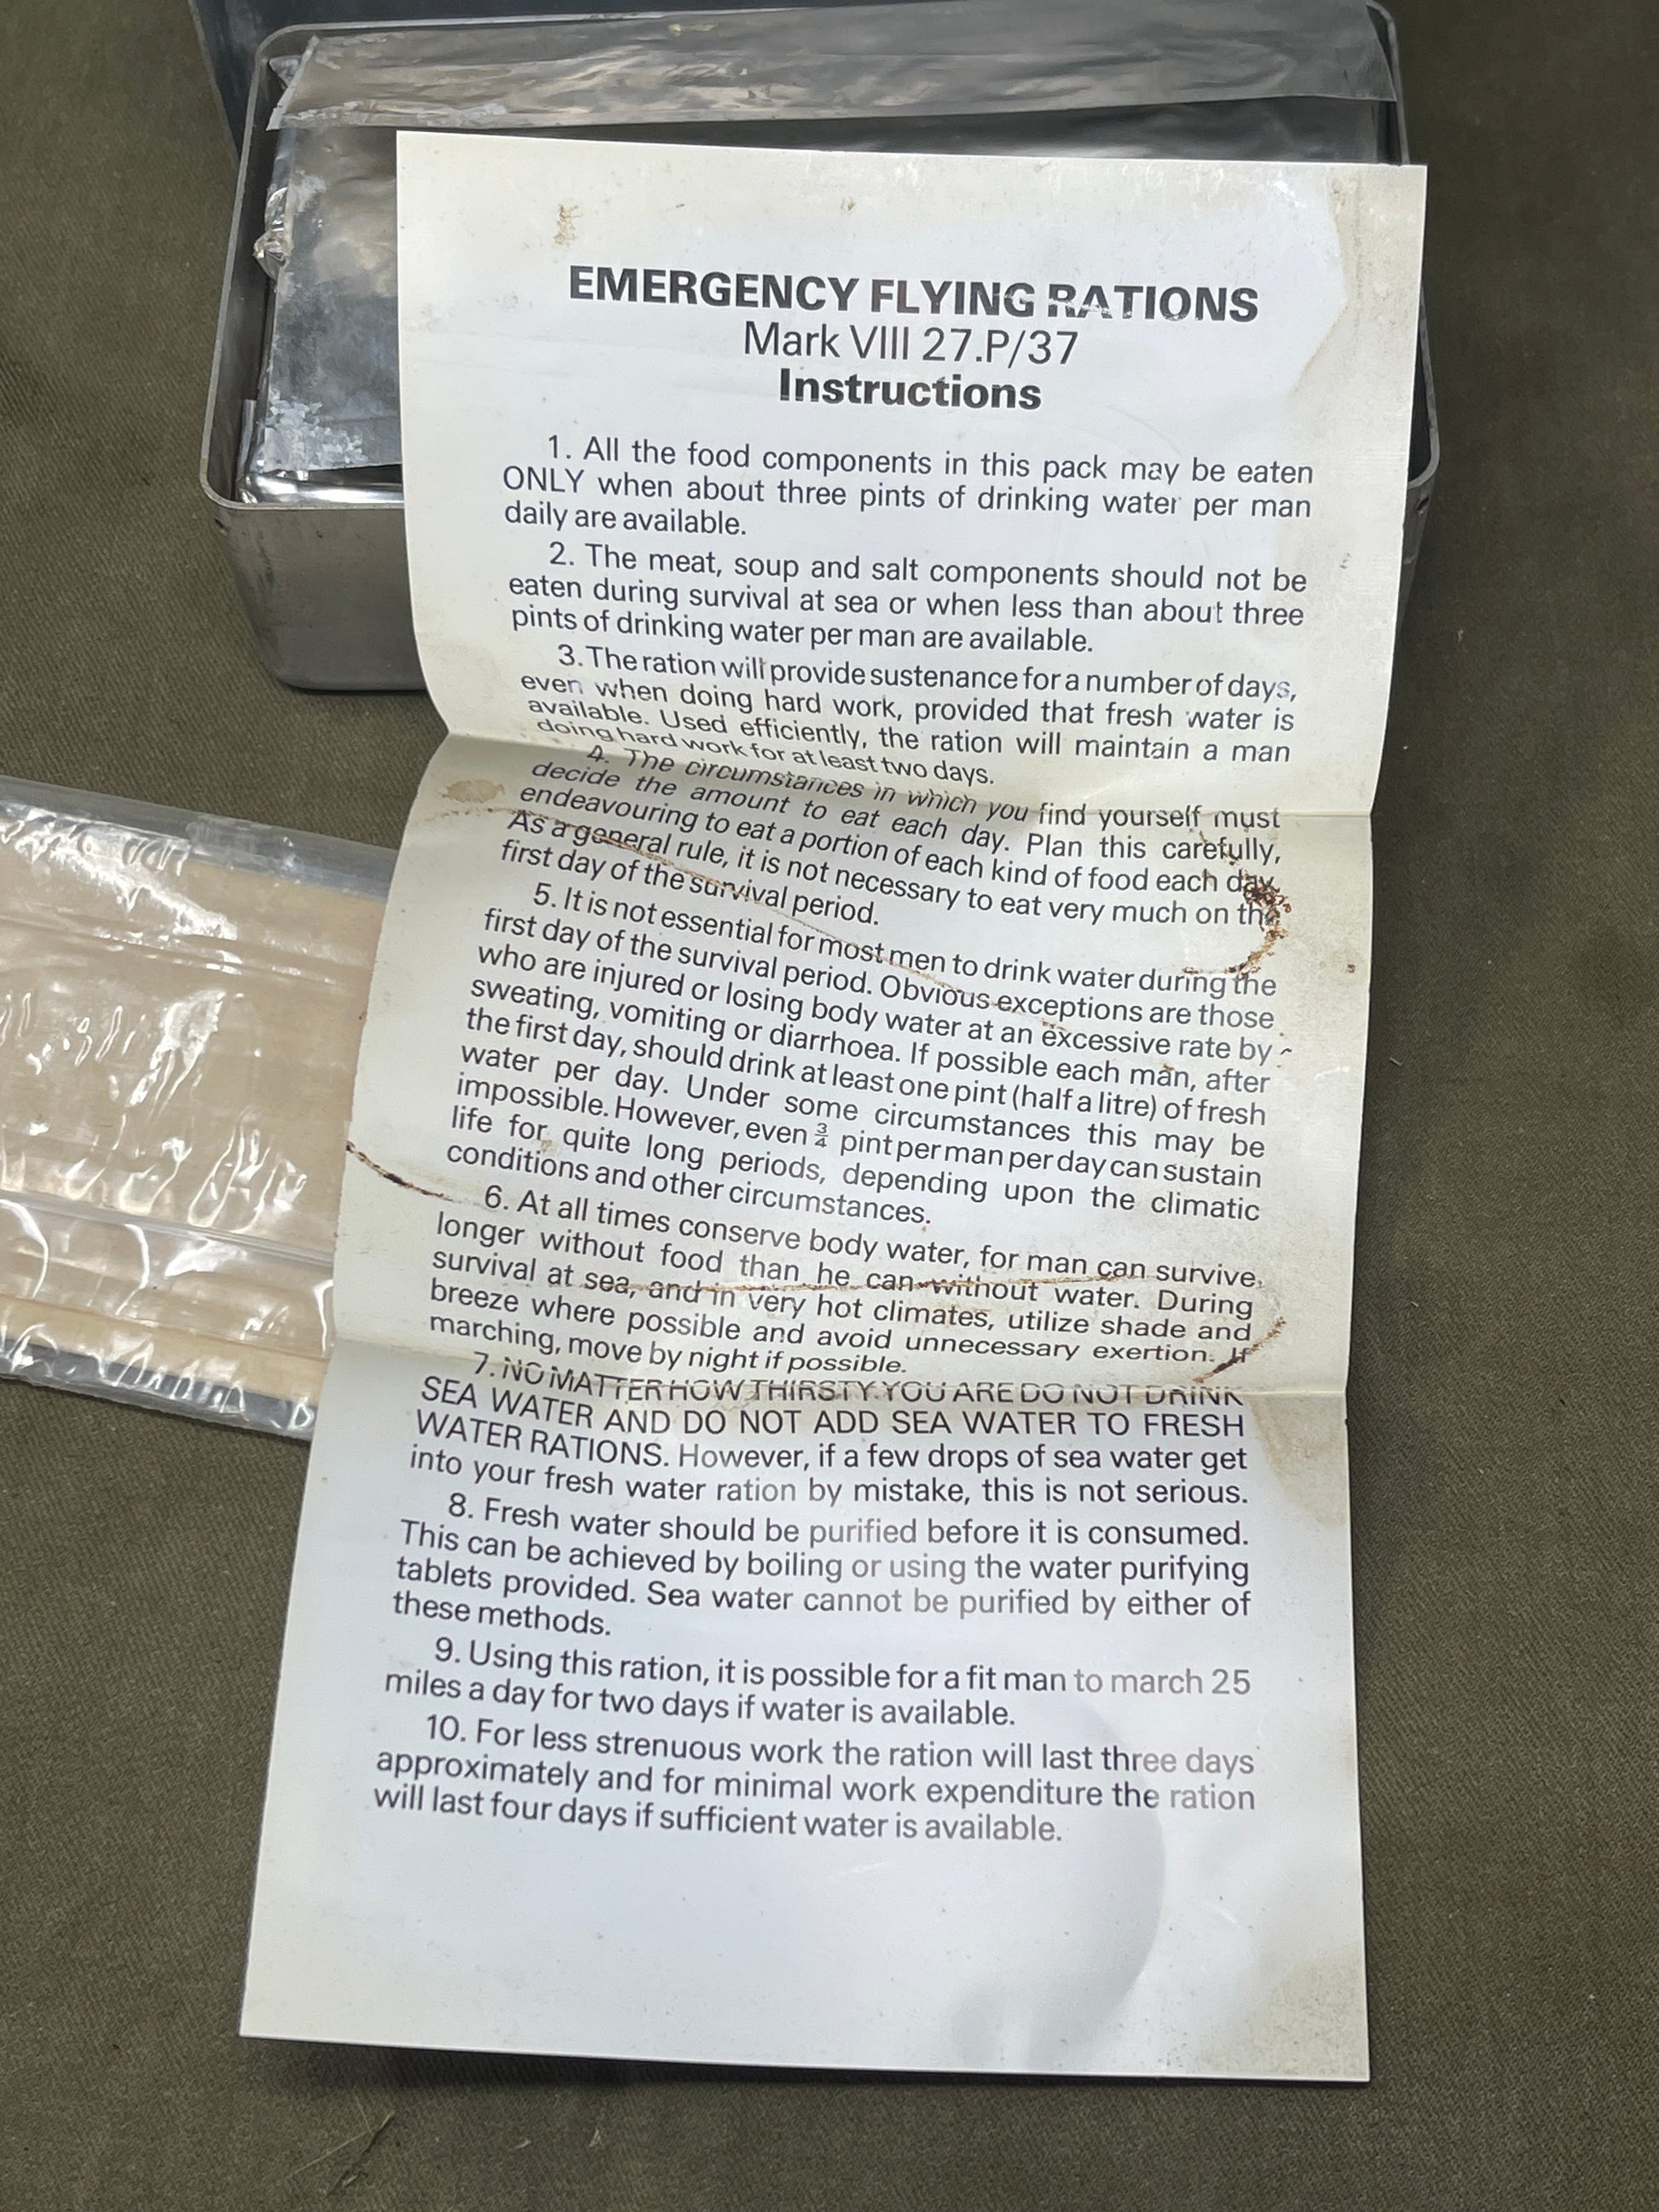 EMERGENCY FLYING RATIONS
Mark VIII 27.P/37
Instructions
1. All the food components in this pack may be eaten
ONLY when about three pints of drinking water per man
daily are available.
2. The meat, soup and salt components should not be
eaten during survival at sea or when less than about three
pints of drinking water per man are available.
3. The ration will provide sustenance for a number of days,
even when doing hard work, provided that fresh water is
available. Used efficiently, the ration will maintain a man
doing hard work for at least two days.
4. The circumstances in which you find yourself must
decide the amount to eat each day. Plan this carefully,
endeavouring to eat a portion of each kind of food each day.
As a general rule, it is not necessary to eat very much on the
first day of the survival period.
5. It is not essential for most men to drink water during the
first day of the survival period. Obvious exceptions are those
who are injured or losing body water at an excessive rate by
sweating, vomiting or diarrhoea. If possible each man, after
the first day, should drink at least one pint (half a litre) of fresh
water per day. Under some circumstances this may be
impossible. However, even ¾ pint per man per day can sustain
life for quite long periods, depending upon the climatic
conditions and other circumstances.
6. At all times conserve body water, for man can survive
longer without food than he can without water. During
survival at sea, and in very hot climates, utilize shade and
breeze where possible and avoid unnecessary exertion. If
marching, move by night if possible.
7. NO MATTER HOW THIRSTY YOU ARE DO NOT DRINK
SEA WATER AND DO NOT ADD SEA WATER TO FRESH
WATER RATIONS. However, if a few drops of sea water get
into your fresh water ration by mistake, this is not serious.
8. Fresh water should be purified before it is consumed.
This can be achieved by boiling or using the water purifying
tablets provided. Sea water cannot be purified by either of
these methods.
9. Using this ration, it is possible for a fit man to march 25
miles a day for two days if water is available.
10. For less strenuous work the ration will last three days
approximately and for minimal work expenditure the ration
will last four days if sufficient water is available.